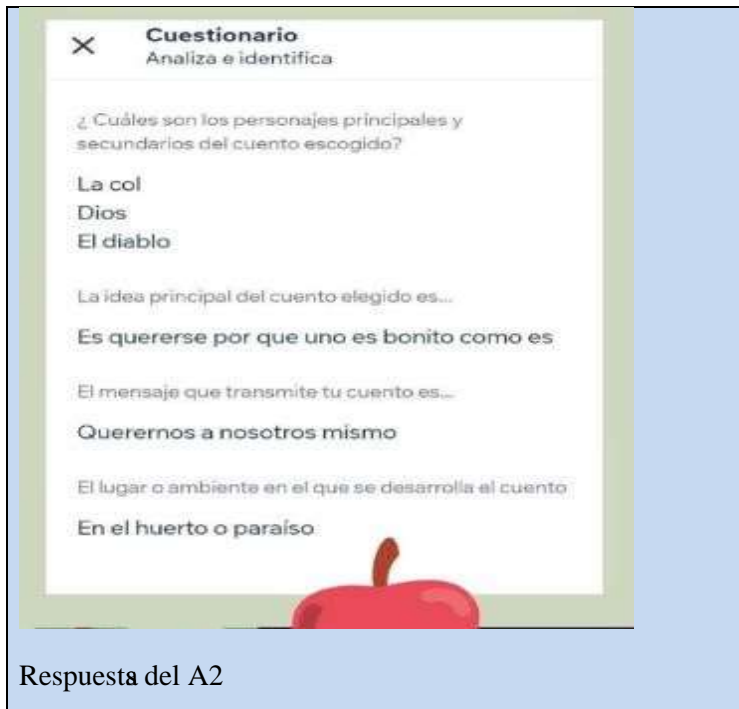 Cuestionario
Analiza e identifica
¿ Cuáles son los personajes principales y
secundarios del cuento escogido?
La col
Dios
El diablo
La idea principal del cuento elegido es...
Es quererse por que uno es bonito como es
El mensaje que transmite tu cuento es...
Querernos a nosotros mismo
El lugar o ambiente en el que se desarrolla el cuento
En el huerto o paraíso
Respuesta del A2